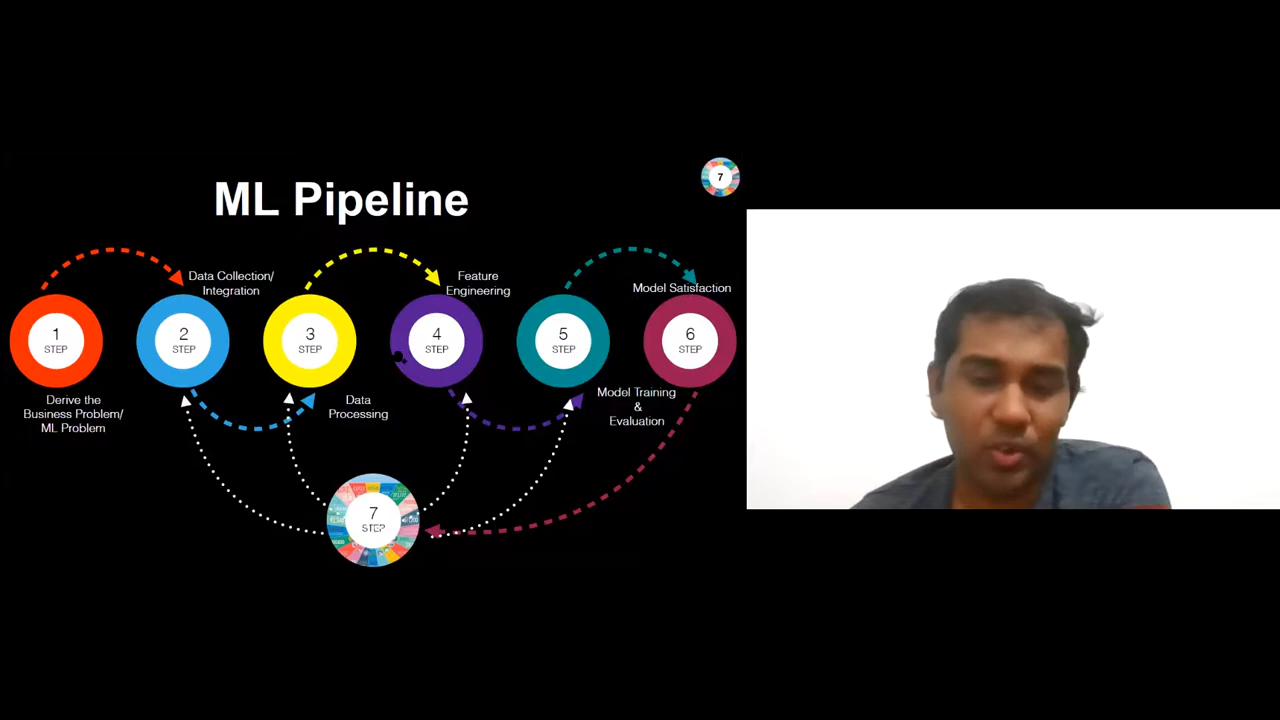 ML Pipeline
7
Data Collection/
Integration
Feature
Engineering
Model Satisfaction
1
STEP
2
STEP
3
STEP
4
STEP
5
STEP
6
STEP
Derive the
Business Problem/
ML Problem
Data
Processing
Model Training
&
Evaluation
7
STEP